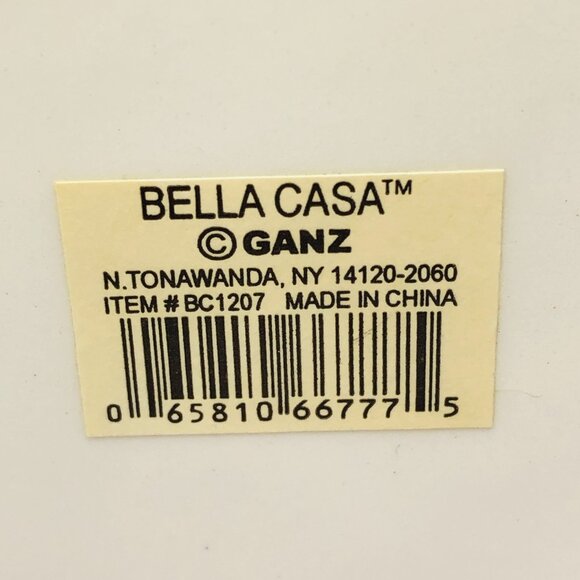 BELLA CASA™
© GANZ
N.TONAWANDA, NY 14120-2060
ITEM # BC1207 MADE IN CHINA
0 65810 66777 5